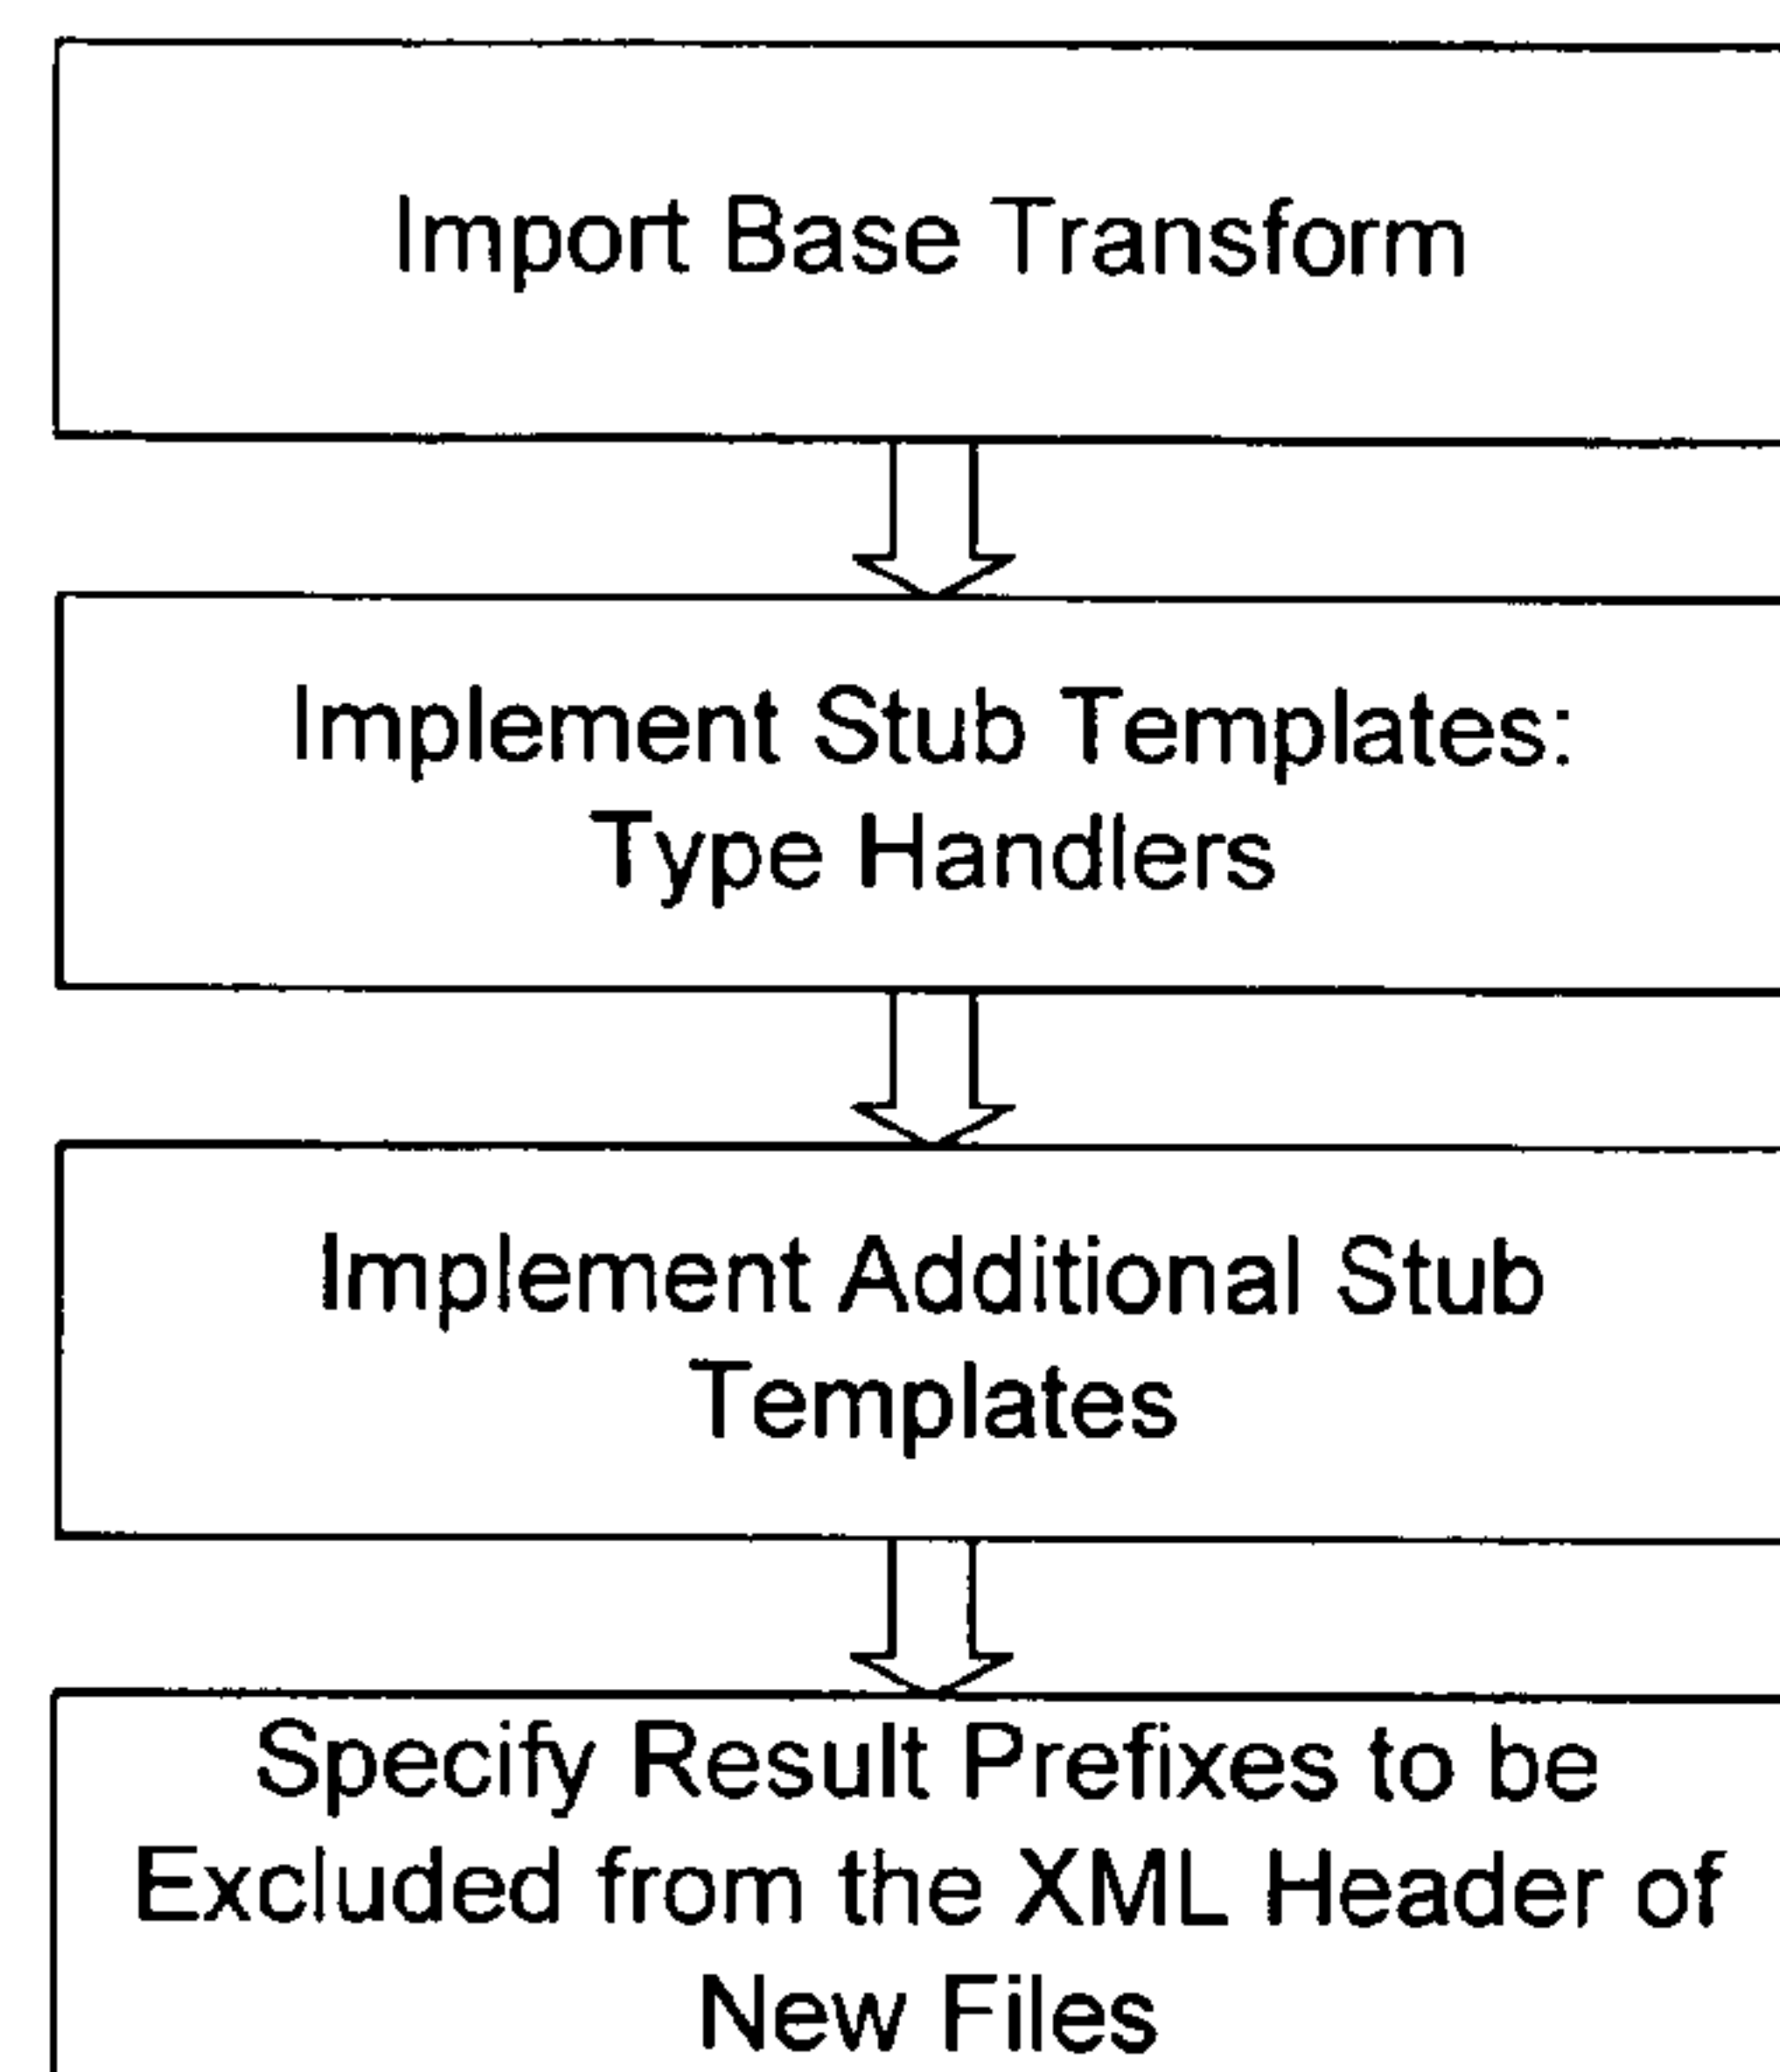 Import Base Transform
Implement Stub Templates:
Type Handlers
Implement Additional Stub
Templates
Specify Result Prefixes to be
Excluded from the XML Header of
New Files